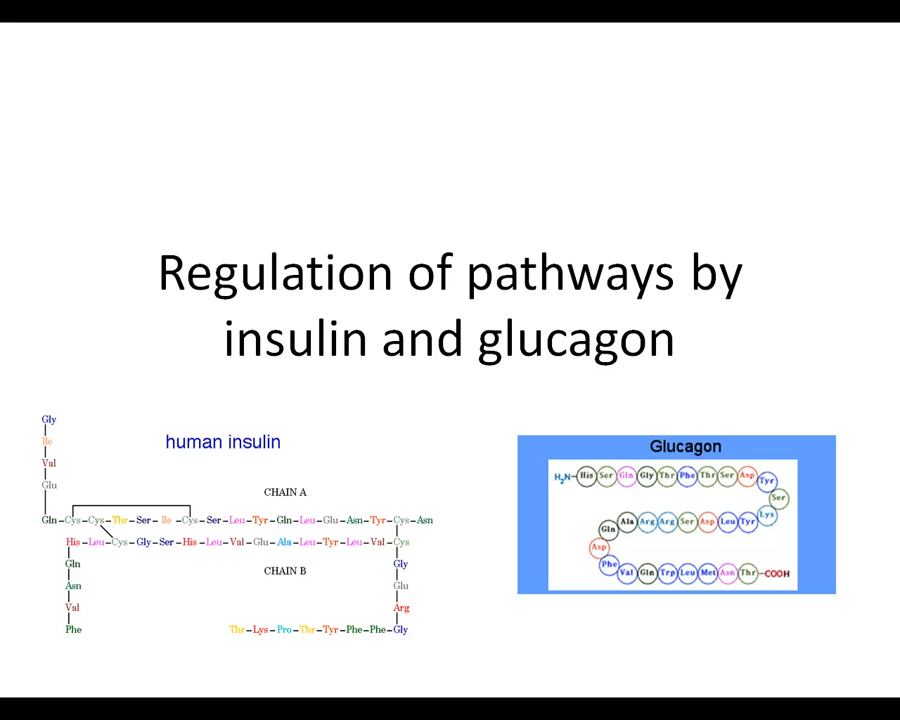 Regulation of pathways by
insulin and glucagon
Gly
Ile
Val
Glu
human insulin
CHAIN A
Gln-Cys-Cys-Thr-Ser-Ile-Cys-Ser-Leu-Tyr-Gln-Leu-Glu-Asn-Tyr-Cys-Asn
His-Leu-Cys-Gly-Ser-His-Leu-Val-Glu-Ala-Leu-Tyr-Leu-Val-Cys
CHAIN B
Gln
Asn
Val
Phe
Gly
Glu
Arg
Thr-Lys-Pro-Thr-Tyr-Phe-Phe-Gly
Glucagon
H2N-His Ser Gln Gly Thr Phe Thr Ser Asp Tyr
Ser
Lys
Gln Ala Arg Arg Ser Asp Leu Tyr
Asp
Phe Val Gln Trp Leu Met Asn Thr-COOH